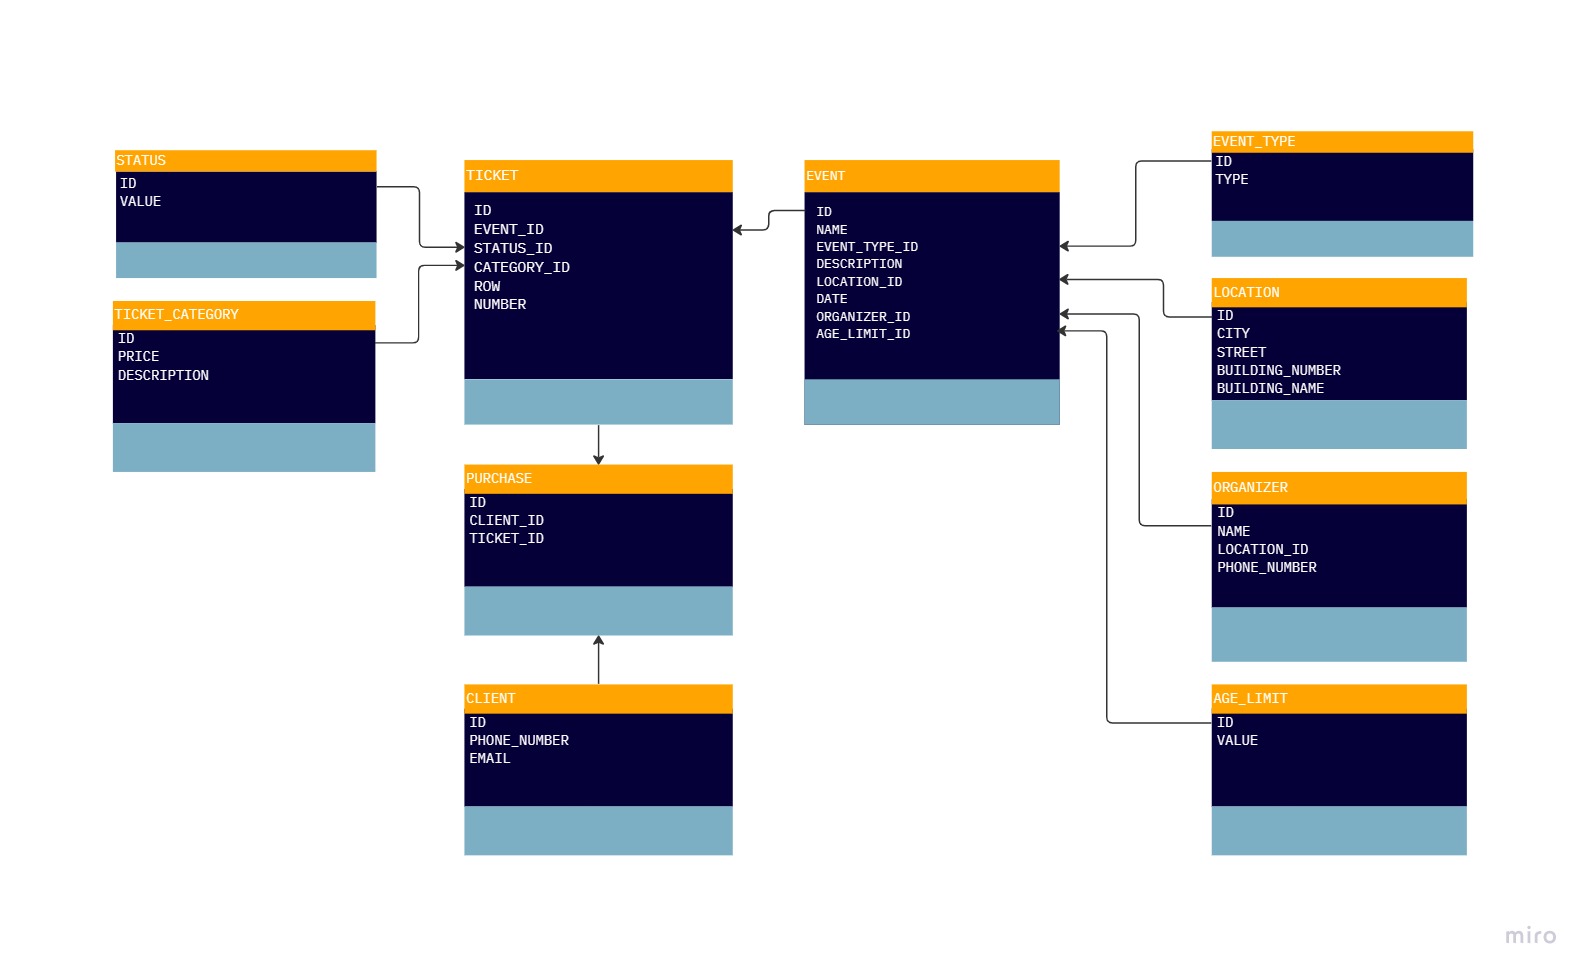 STATUS
ID
VALUE
TICKET_CATEGORY
ID
PRICE
DESCRIPTION
TICKET
ID
EVENT_ID
STATUS_ID
CATEGORY_ID
ROW
NUMBER
PURCHASE
ID
CLIENT_ID
TICKET_ID
CLIENT
ID
PHONE_NUMBER
EMAIL
EVENT
ID
NAME
EVENT_TYPE_ID
DESCRIPTION
LOCATION_ID
DATE
ORGANIZER_ID
AGE_LIMIT_ID
EVENT_TYPE
ID
TYPE
LOCATION
ID
CITY
STREET
BUILDING_NUMBER
BUILDING_NAME
ORGANIZER
ID
NAME
LOCATION_ID
PHONE_NUMBER
AGE_LIMIT
ID
VALUE
miro